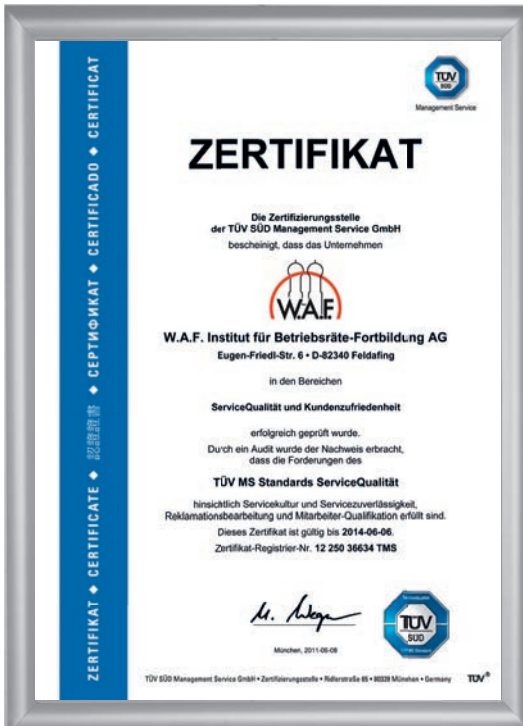 TÜV
SÜD
Management Service
ZERTIFIKAT
Die Zertifizierungsstelle
der TÜV SÜD Management Service GmbH
bescheinigt, dass das Unternehmen
W.A.F.
W.A.F. Institut für Betriebsräte-Fortbildung AG
Eugen-Friedl-Str. 6 • D-82340 Feldafing
in den Bereichen
ServiceQualität und Kundenzufriedenheit
erfolgreich geprüft wurde.
Durch ein Audit wurde der Nachweis erbracht,
dass die Forderungen des
TÜV MS Standards ServiceQualität
hinsichtlich Servicekultur und Servicezuverlässigkeit,
Reklamationsbearbeitung und Mitarbeiter-Qualifikation erfüllt sind.
Dieses Zertifikat ist gültig bis 2014-06-06.
Zertifikat-Registrier-Nr. 12 250 36634 TMS
München, 2011-06-08
TÜV
SÜD
TÜV SÜD Management Service GmbH • Zertifizierungsstelle • Ridlerstraße 65 • 80339 München • Germany
TÜV®
ZERTIFIKAT ◆ CERTIFICATE ◆ 認證證書 ◆ СЕРТИФИКАТ ◆ CERTIFICADO ◆ CERTIFICAT